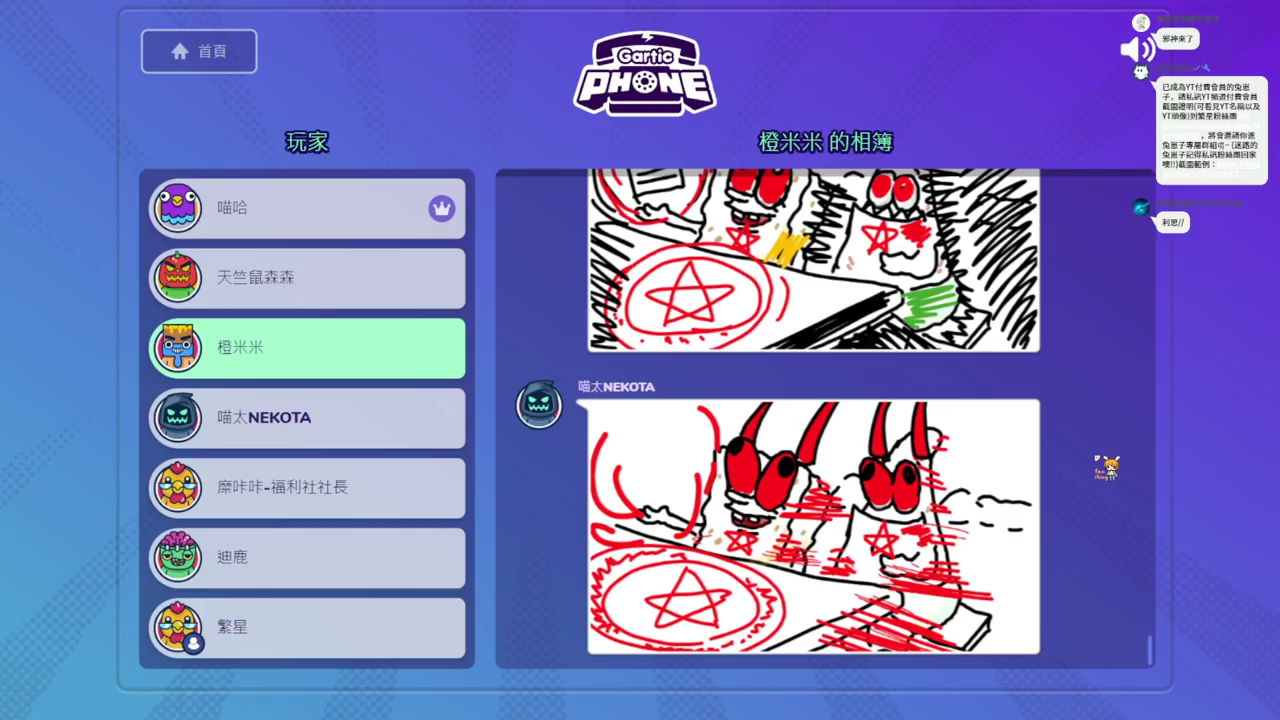 首頁
Gartic
PHONE
玩家
橙米米 的相簿
喵哈
天竺鼠森森
橙米米
喵太NEKOTA
糜咔咔-福利社社長
迪鹿
繁星
喵太NEKOTA
邪神來了
已成為YT付費會員的兔崽
子，請私訊YT頻道付費會員
截圖證明(可看見YT名稱以及
YT頭像)到繁星粉絲團
，將會邀請你進
兔崽子專屬群組唷~ (迷路的
兔崽子記得私訊粉絲團回家
噢!!)截圖範例：
利恩//